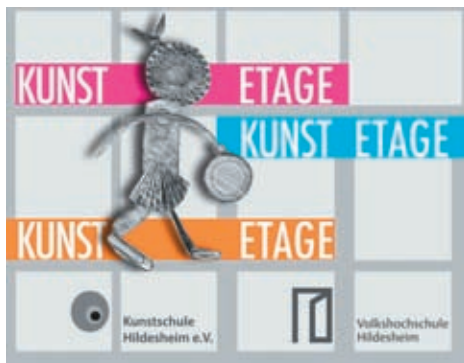 KUNST ETAGE
KUNST ETAGE
KUNST ETAGE
Kunstschule
Hildesheim e.V.
Volkshochschule
Hildesheim